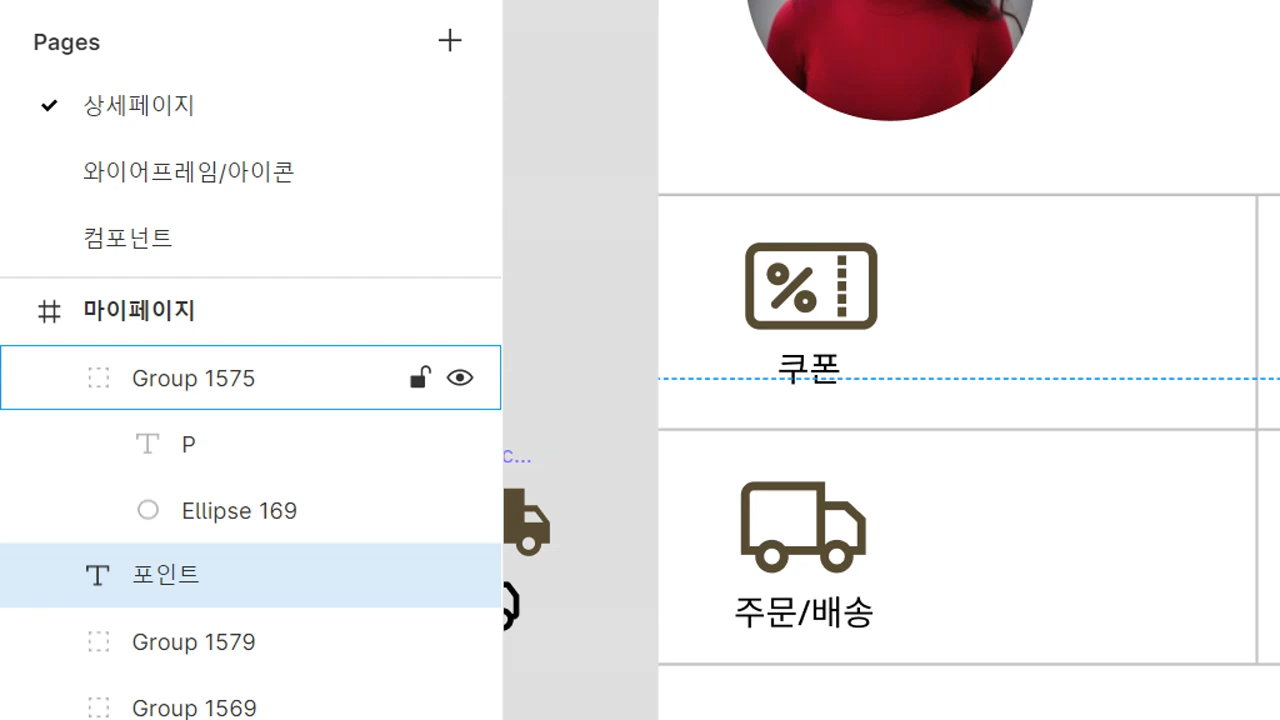 Pages
상세페이지
와이어프레임/아이콘
컴포넌트
마이페이지
Group 1575
P
Ellipse 169
포인트
Group 1579
Group 1569
c...
%
쿠폰
주문/배송